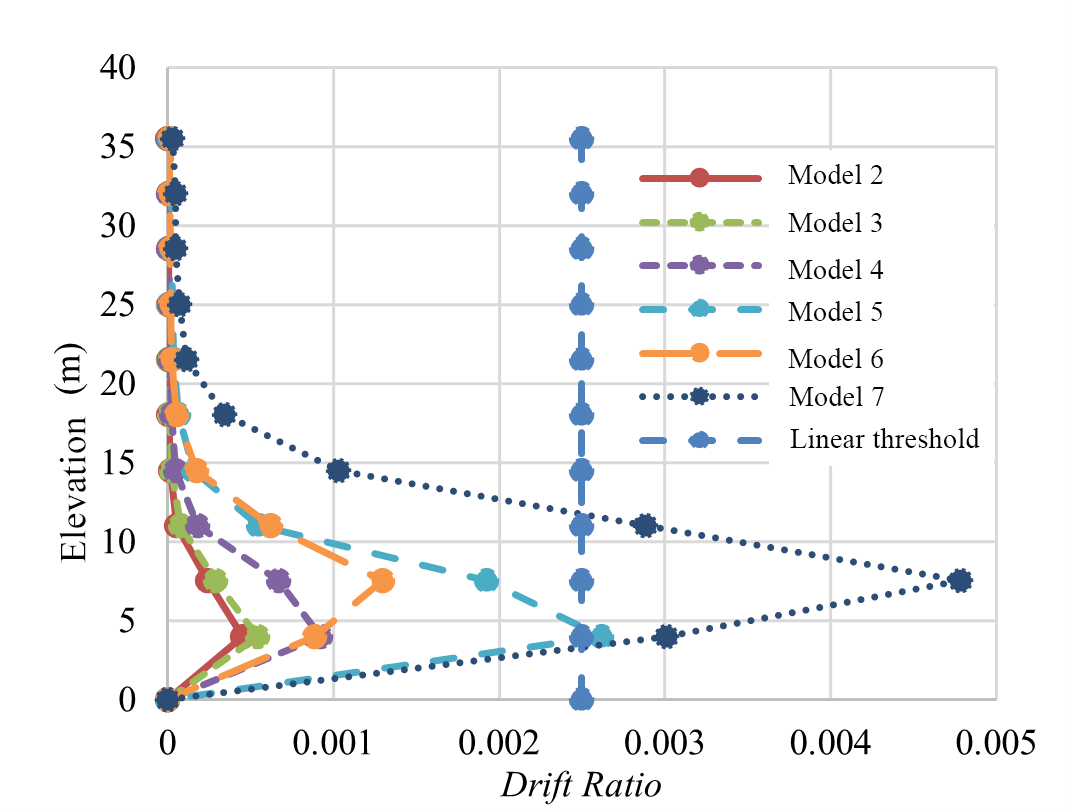 40
35
30
25
20
15
10
5
0
Elevation (m)
Model 2
Model 3
Model 4
Model 5
Model 6
Model 7
Linear threshold
0 0.001 0.002 0.003 0.004 0.005
Drift Ratio